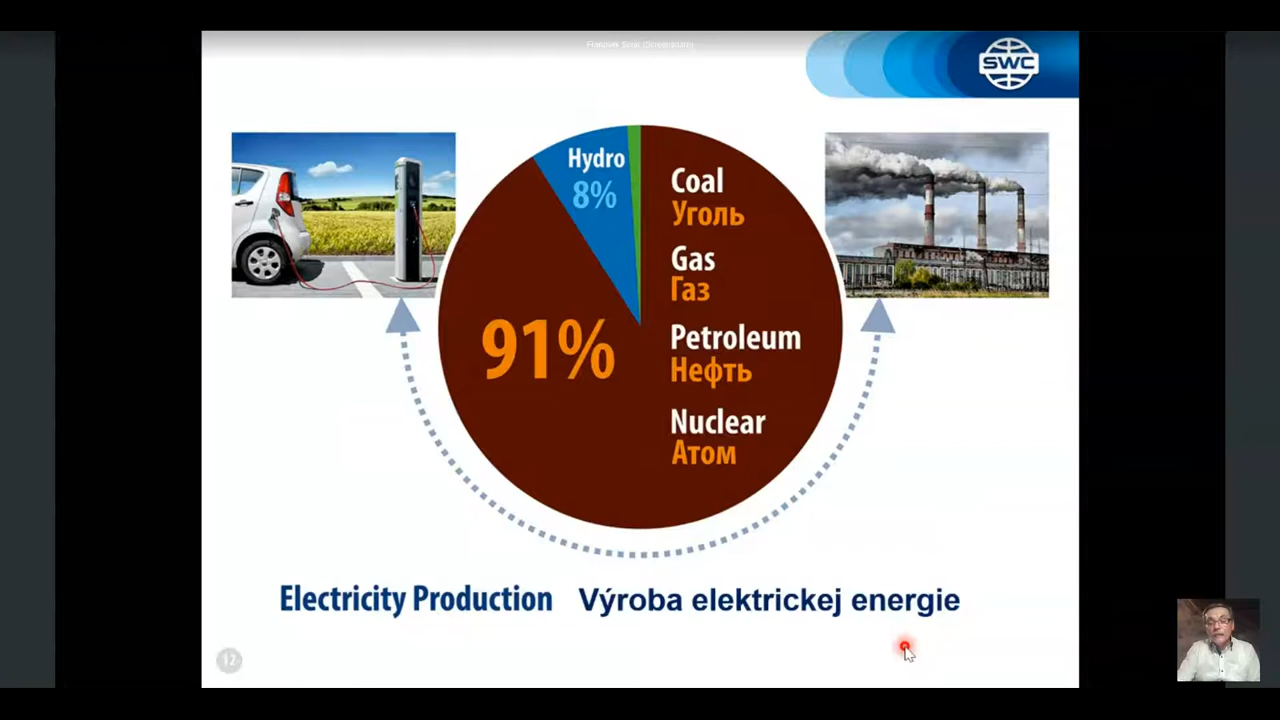 SWC
Hydro
8%
Coal
Уголь
Gas
Газ
91%
Petroleum
Нефть
Nuclear
Атом
Electricity Production Výroba elektrickej energie
12